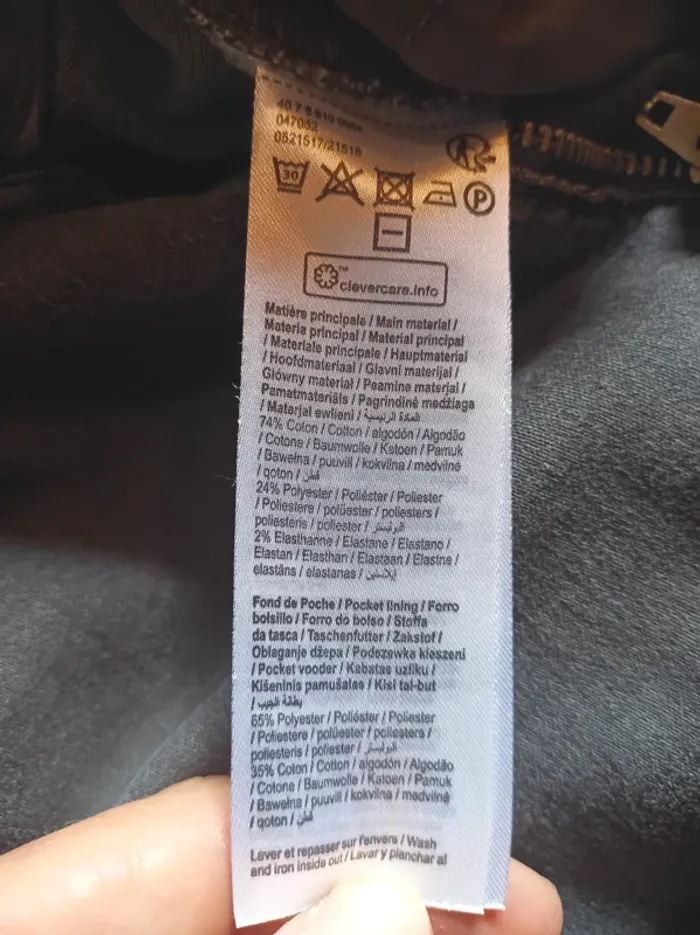 047052
0521517/21518
30
P
clevercare.info
Matière principale / Main material /
Materia principal / Material principal
/ Materiale principale / Hauptmaterial
/ Hoofdmateriaal / Glavni materijal /
Główny materiał / Peamine materjal /
Pamatmateriāls / Pagrindinė medžiaga
/ Materjal ewlieni / المادة الرئيسية
74% Coton / Cotton / algodón / Algodão
/ Cotone / Baumwolle / Katoen / Pamuk
/ Bawełna / puuvill / kokvilna / medvilnė
/ qoton / قطن
24% Polyester / Poliéster / Poliester
/ Poliestere / polüester / poliesters /
poliesteris / poliester / البوليستر
2% Elasthanne / Elastane / Elastano /
Elastan / Elasthan / Elastaan / Elastne /
elastāns / elastanas / إيلاستين
Fond de Poche / Pocket lining / Forro
bolsillo / Forro do bolso / Stoffa
da tasca / Taschenfutter / Zakstof /
Oblaganje džepa / Podszewka kieszeni
/ Pocket vooder / Kabatas uzliku /
Kišeninis pamušalas / Kisi tal-but
/ بطانة الجيب
65% Polyester / Poliéster / Poliester
/ Poliestere / polüester / poliesters /
poliesteris / poliester / البوليستر
35% Coton / Cotton / algodón / Algodão
/ Cotone / Baumwolle / Katoen / Pamuk
/ Bawełna / puuvill / kokvilna / medvilnė
/ qoton / قطن
Laver et repasser sur l'envers / Wash
and iron inside out / Lavar y planchar al